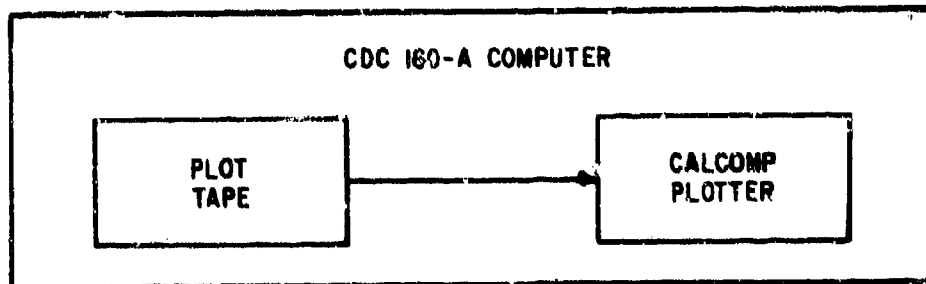 CDC 160-A COMPUTER
PLOT
TAPE
CALCOMP
PLOTTER